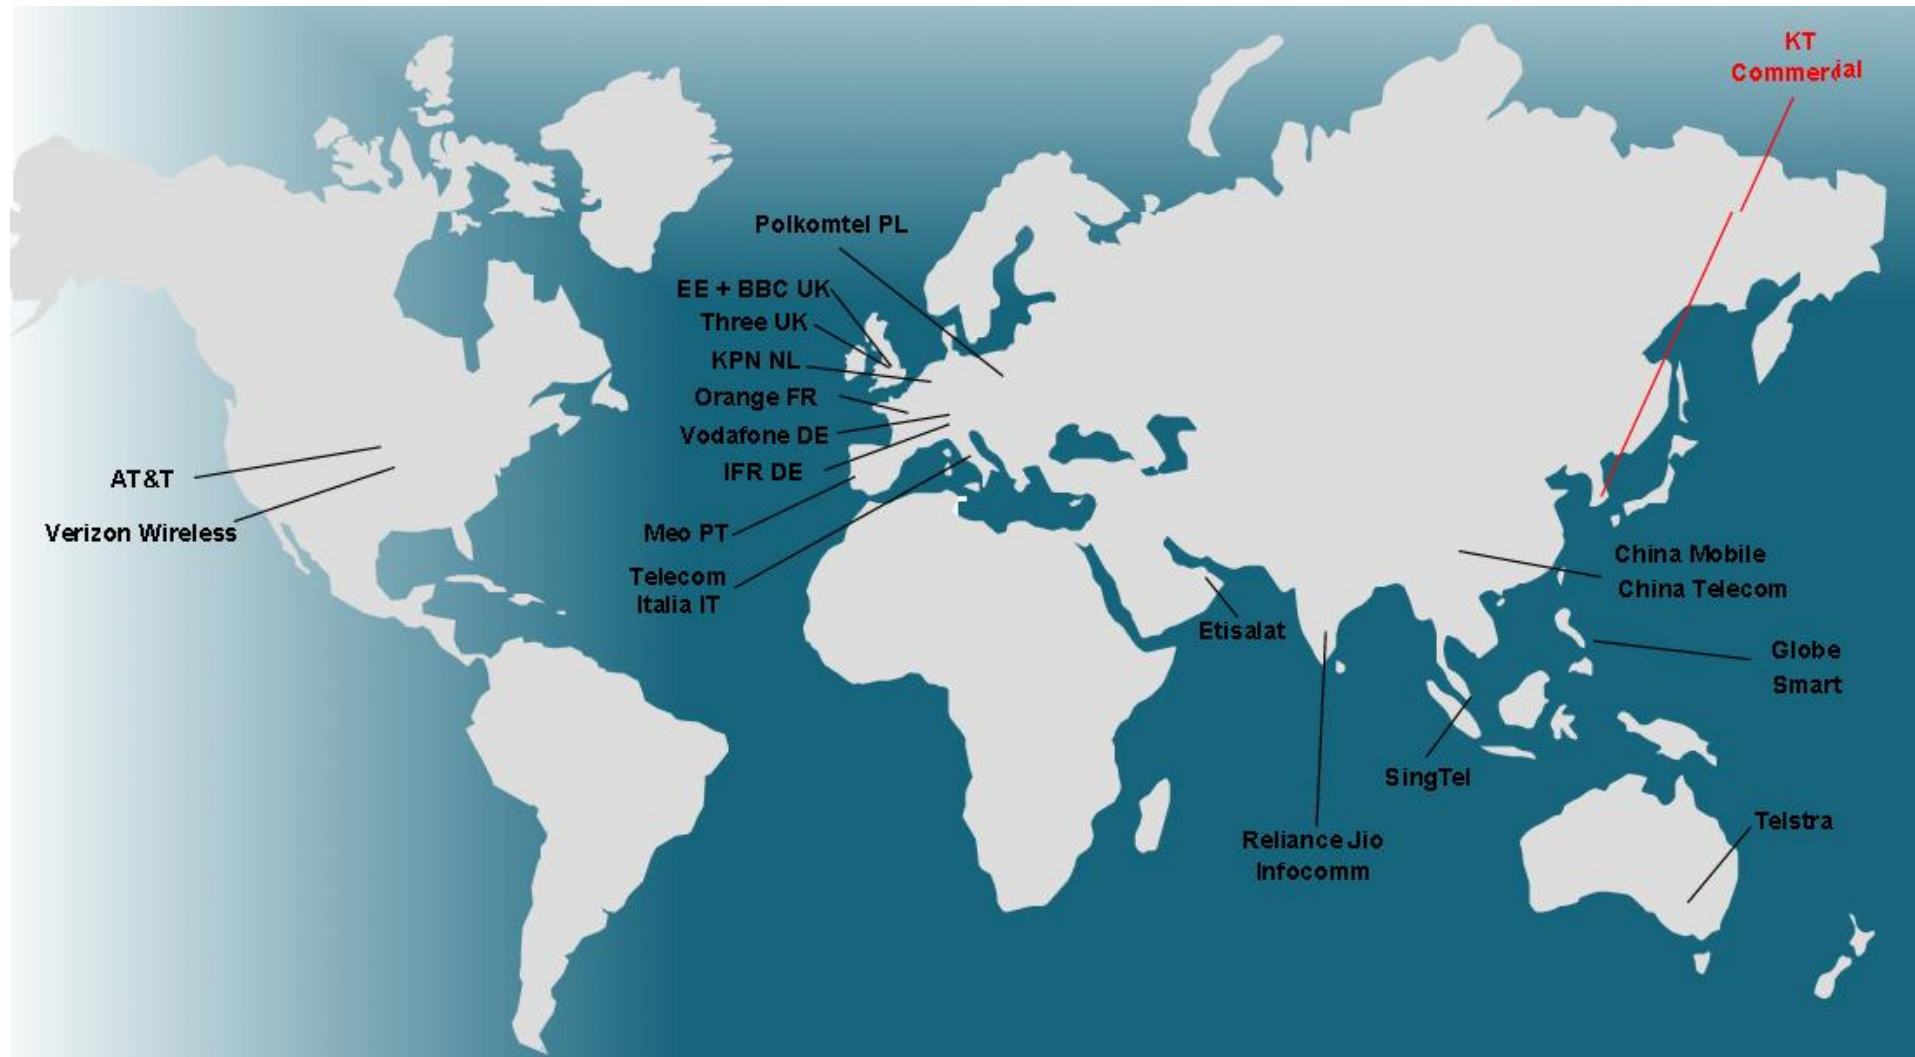 KT
Commercial
Polkomtel PL
EE + BBC UK
Three UK
KPN NL
Orange FR
Vodafone DE
IFR DE
AT&T
Verizon Wireless
Meo PT
Telecom
Italia IT
China Mobile
China Telecom
Etisalat
Globe
Smart
SingTel
Reliance Jio
Infocomm
Telstra